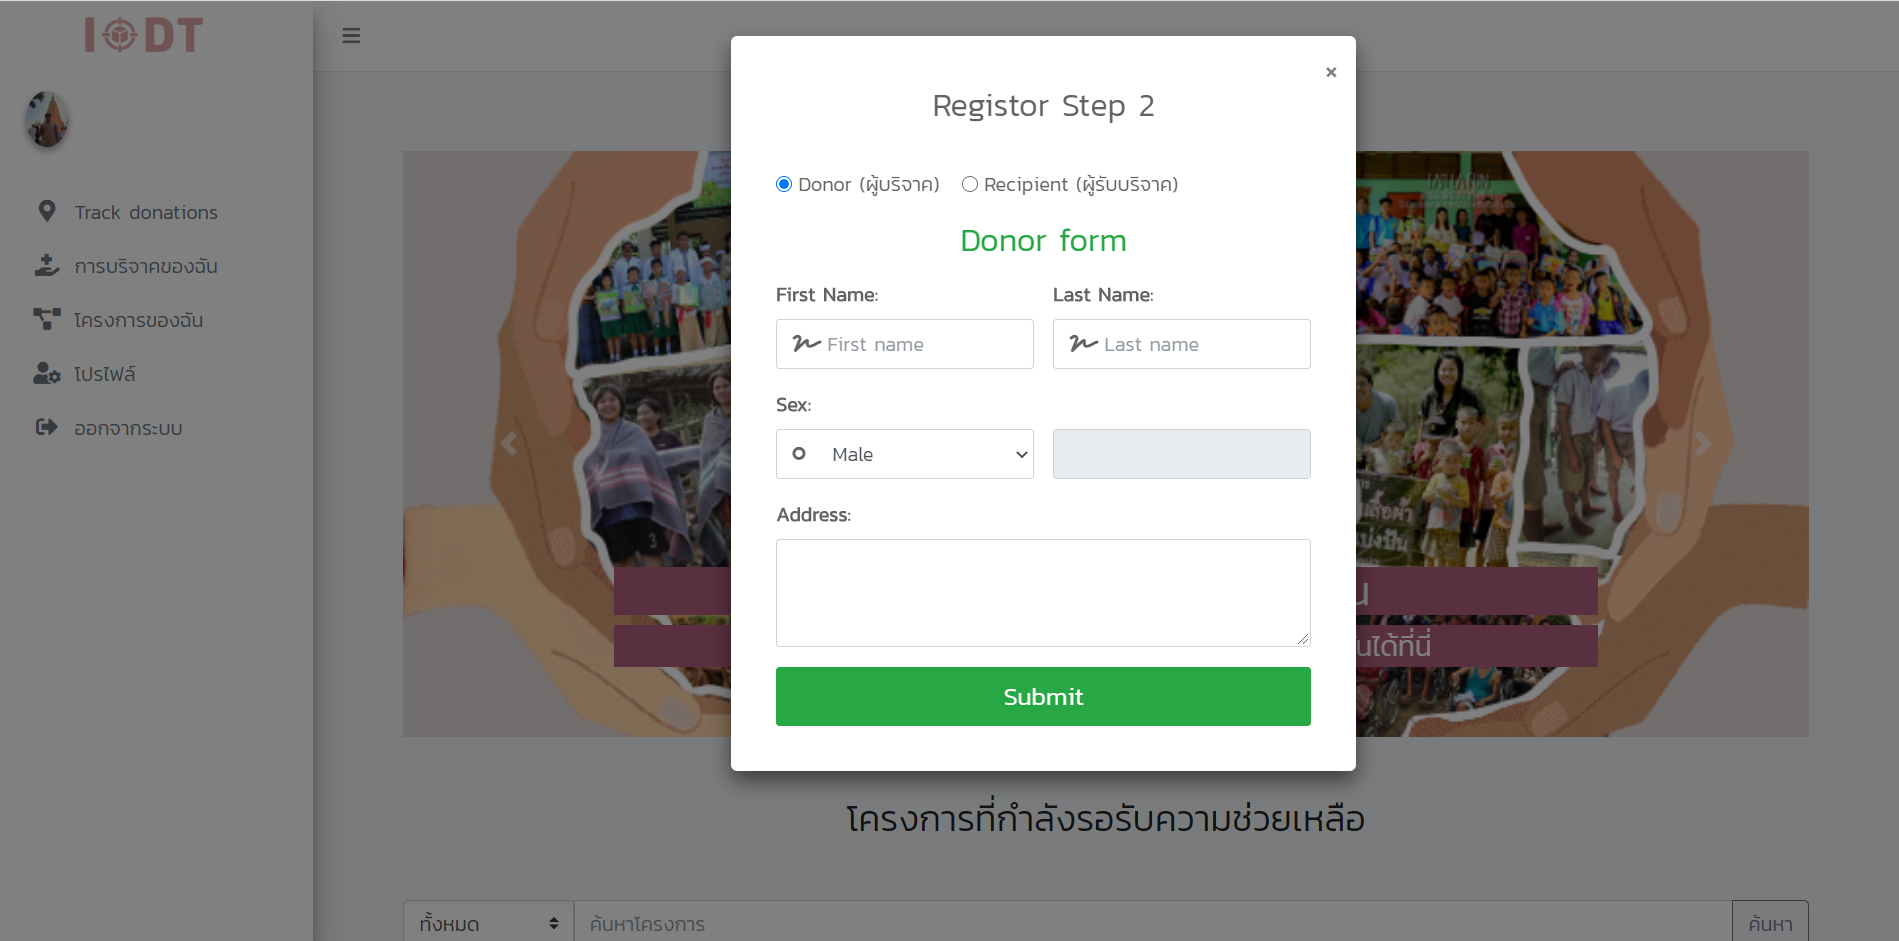 IODT
Registor Step 2
×
Donor (ผู้บริจาค) Recipient (ผู้รับบริจาค)
Donor form
First Name: Last Name:
First name Last name
Sex:
Male
Address:
Submit
Track donations
การบริจาคของฉัน
โครงการของฉัน
โปรไฟล์
ออกจากระบบ
น
นได้ที่นี่
โครงการที่กำลังรอรับความช่วยเหลือ
ทั้งหมด ค้นหาโครงการ ค้นหา